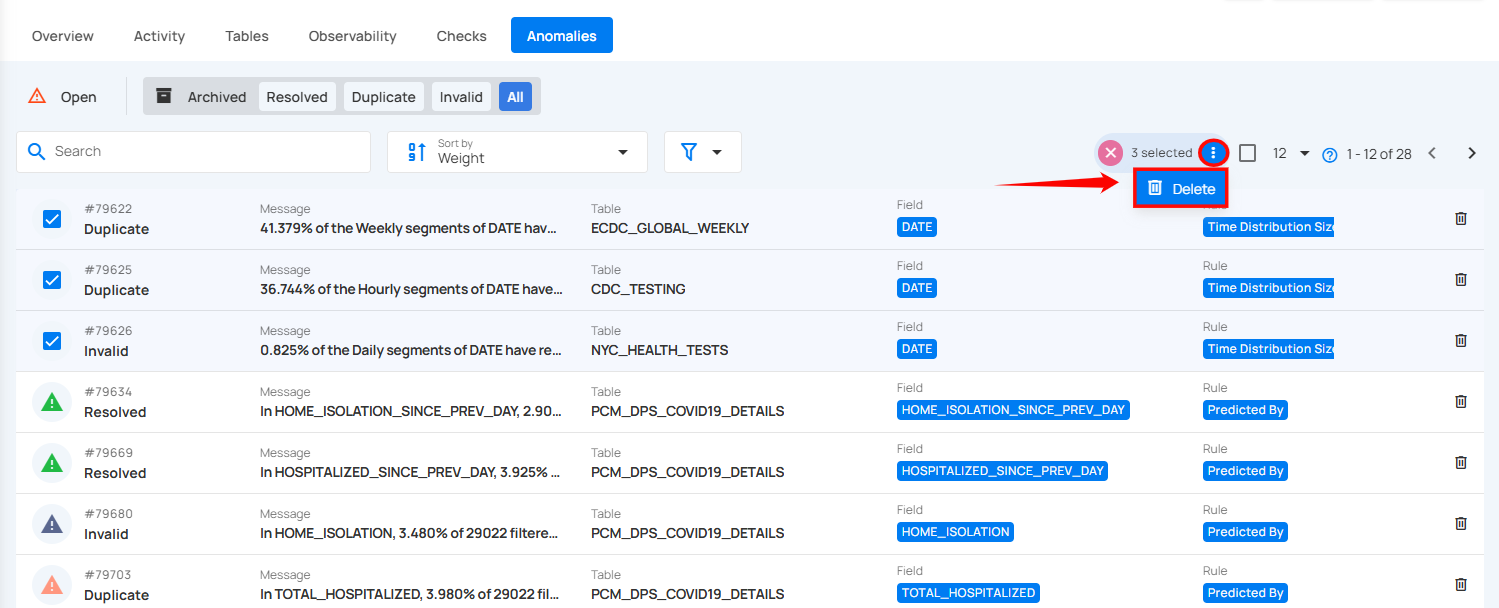 Overview Activity Tables Observability Checks Anomalies
Open Archived Resolved Duplicate Invalid All
Search
Sort by
Weight
3 selected 12 1 - 12 of 28
Delete
#79622 Message Table Field
Duplicate 41.379% of the Weekly segments of DATE hav... ECDC_GLOBAL_WEEKLY DATE Time Distribution Size
#79625 Message Table Field Rule
Duplicate 36.744% of the Hourly segments of DATE have... CDC_TESTING DATE Time Distribution Size
#79626 Message Table Field Rule
Invalid 0.825% of the Daily segments of DATE have re... NYC_HEALTH_TESTS DATE Time Distribution Size
#79634 Message Table Field Rule
Resolved In HOME_ISOLATION_SINCE_PREV_DAY, 2.90... PCM_DPS_COVID19_DETAILS HOME_ISOLATION_SINCE_PREV_DAY Predicted By
#79669 Message Table Field Rule
Resolved In HOSPITALIZED_SINCE_PREV_DAY, 3.925% ... PCM_DPS_COVID19_DETAILS HOSPITALIZED_SINCE_PREV_DAY Predicted By
#79680 Message Table Field Rule
Invalid In HOME_ISOLATION, 3.480% of 29022 filtere... PCM_DPS_COVID19_DETAILS HOME_ISOLATION Predicted By
#79703 Message Table Field Rule
Duplicate In TOTAL_HOSPITALIZED, 3.980% of 29022 fil... PCM_DPS_COVID19_DETAILS TOTAL_HOSPITALIZED Predicted By